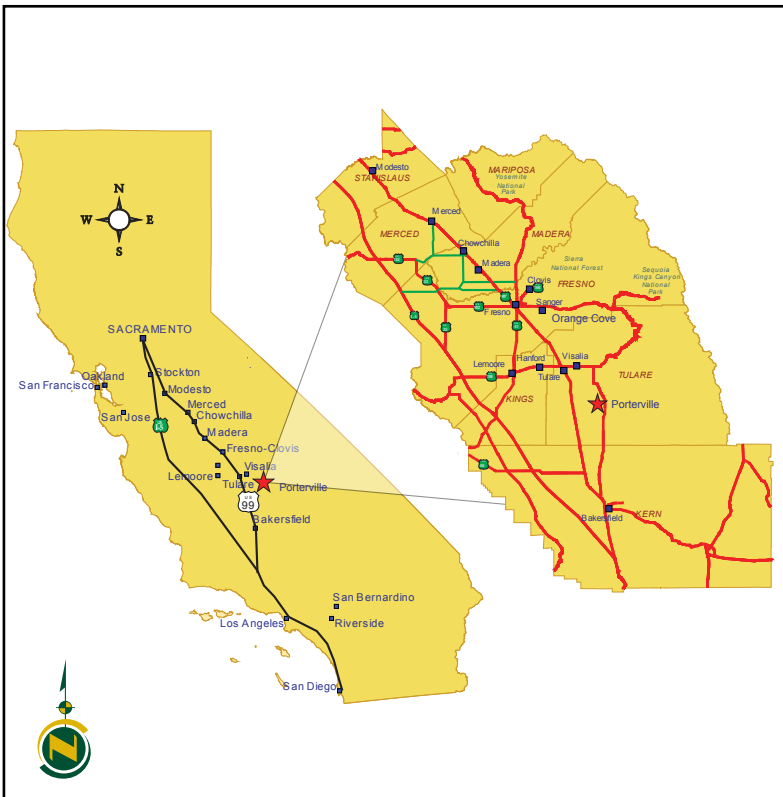 N
W
E
S
SACRAMENTO
Stockton
Oakland
San Francisco
Modesto
San Jose
Merced
Chowchilla
Madera
Fresno-Clovis
Visalia
Lemoore
Tulare
Porterville
US
99
Bakersfield
San Bernardino
Los Angeles
Riverside
San Diego
N
Modesto
STANISLAUS
MARIPOSA
Yosemite
National
Park
Merced
MERCED
MADERA
Chowchilla
Madera
Sierra
National Forest
Sequoia
Kings Canyon
National
Park
Clovis
FRESNO
Fresno
Sanger
Orange Cove
Lemoore
Hanford
Visalia
Tulare
TULARE
KINGS
Porterville
Bakersfield
KERN